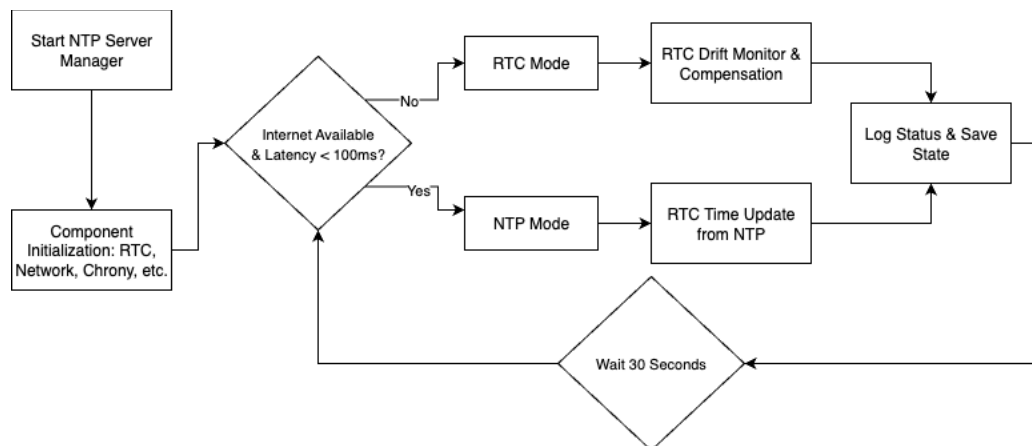 Start NTP Server
Manager
Component
Initialization: RTC,
Network, Chrony, etc.
Internet Available
& Latency < 100ms?
No
RTC Mode
RTC Drift Monitor &
Compensation
Yes
NTP Mode
RTC Time Update
from NTP
Log Status & Save
State
Wait 30 Seconds